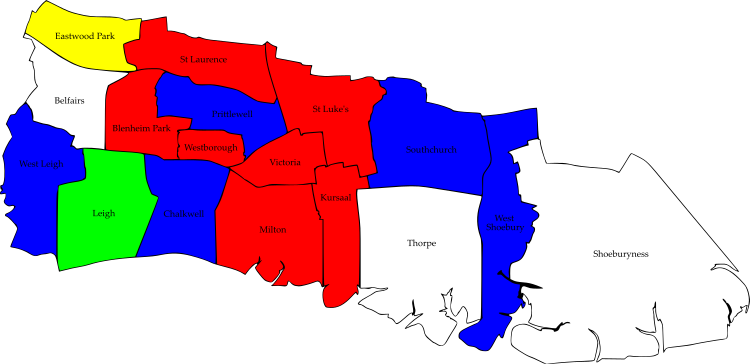 Eastwood Park
St Laurence
Belfairs
St Luke's
Prittlewell
Blenheim Park
Westborough
Southchurch
West Leigh
Victoria
Kursaal
Leigh
Chalkwell
Milton
West
Shoebury
Thorpe
Shoeburyness